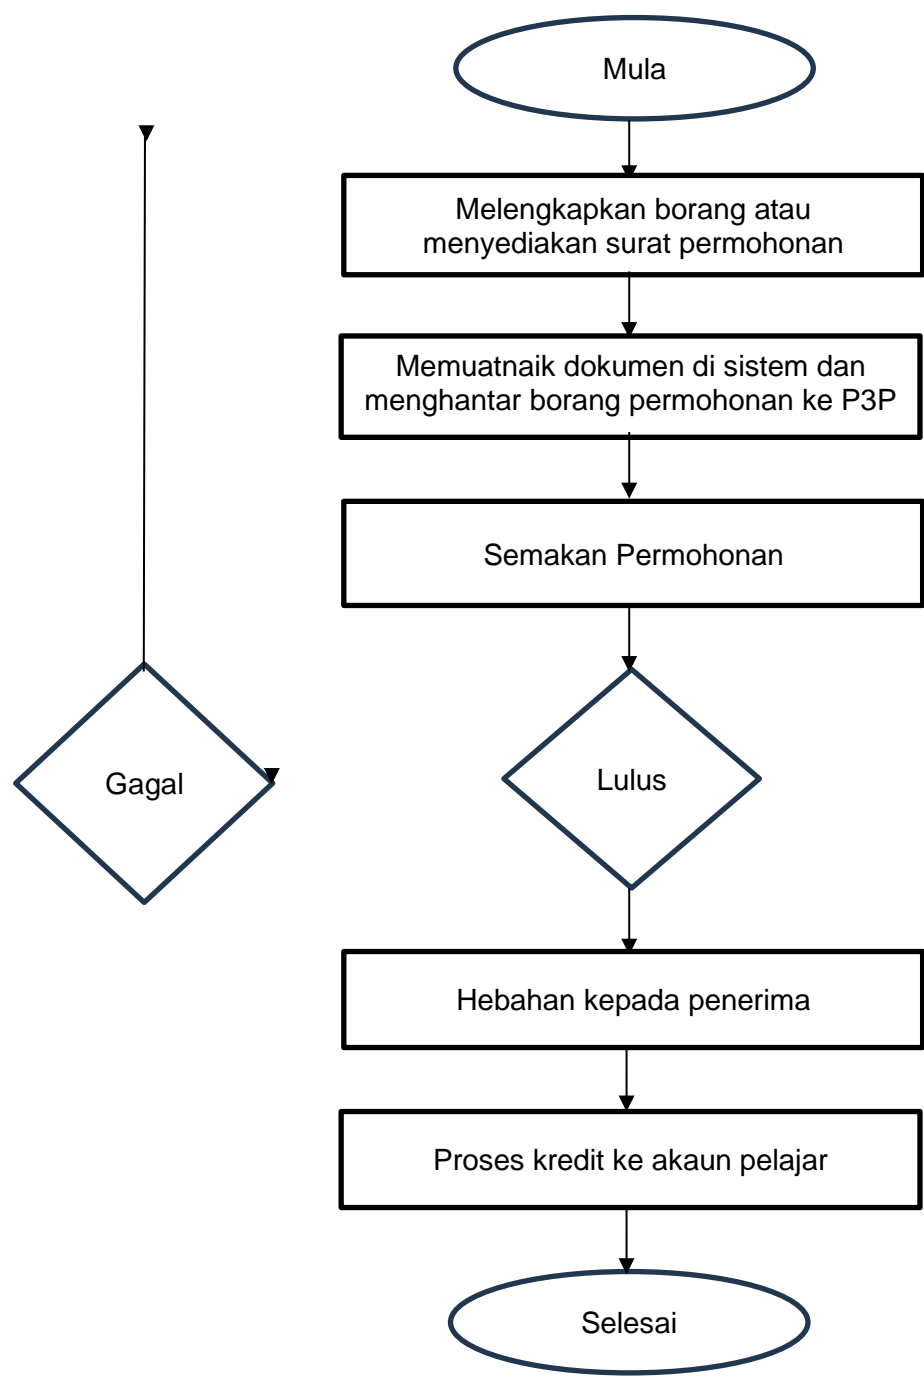 Mula
Melengkapkan borang atau
menyediakan surat permohonan
Memuatnaik dokumen di sistem dan
menghantar borang permohonan ke P3P
Semakan Permohonan
Gagal
Lulus
Hebahan kepada penerima
Proses kredit ke akaun pelajar
Selesai